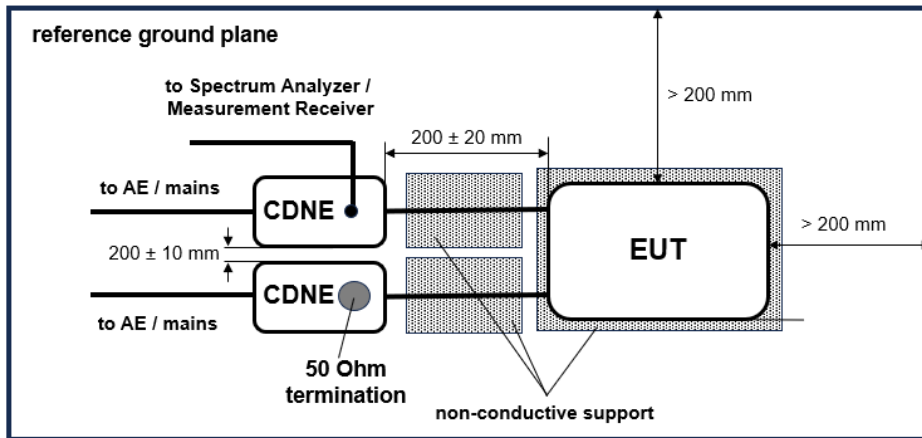 reference ground plane
to Spectrum Analyzer /
Measurement Receiver
> 200 mm
200 ± 20 mm
to AE / mains
CDNE
EUT
> 200 mm
200 ± 10 mm
CDNE
to AE / mains
50 Ohm
termination
non-conductive support